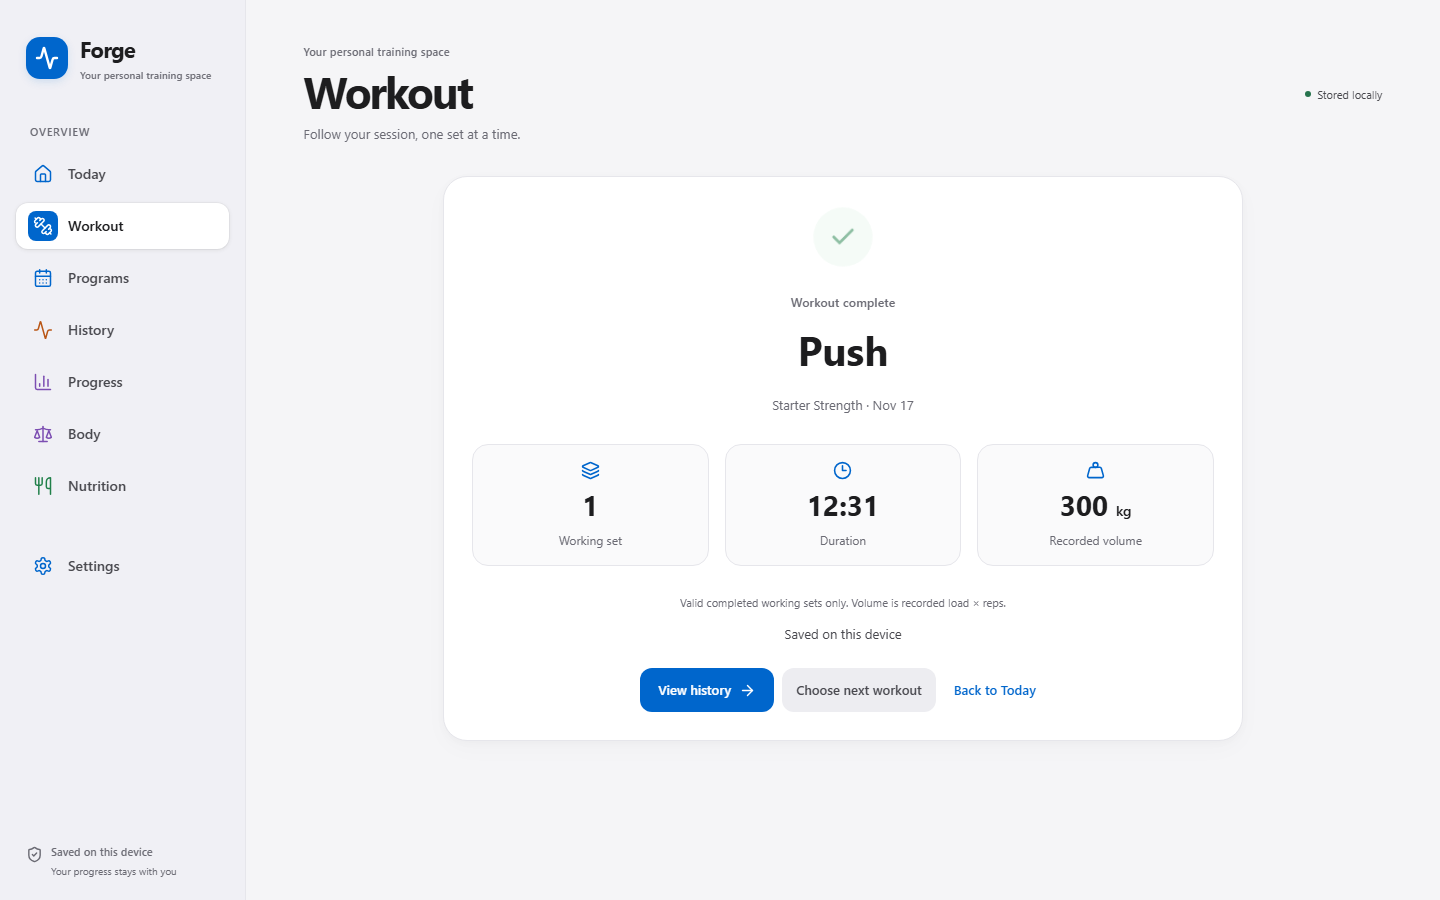 Forge
Your personal training space
OVERVIEW
Today
Workout
Programs
History
Progress
Body
Nutrition
Settings
Saved on this device
Your progress stays with you
Your personal training space
Workout
Follow your session, one set at a time.
Stored locally
Workout complete
Push
Starter Strength · Nov 17
1
Working set
12:31
Duration
300 kg
Recorded volume
Valid completed working sets only. Volume is recorded load × reps.
Saved on this device
View history
Choose next workout
Back to Today